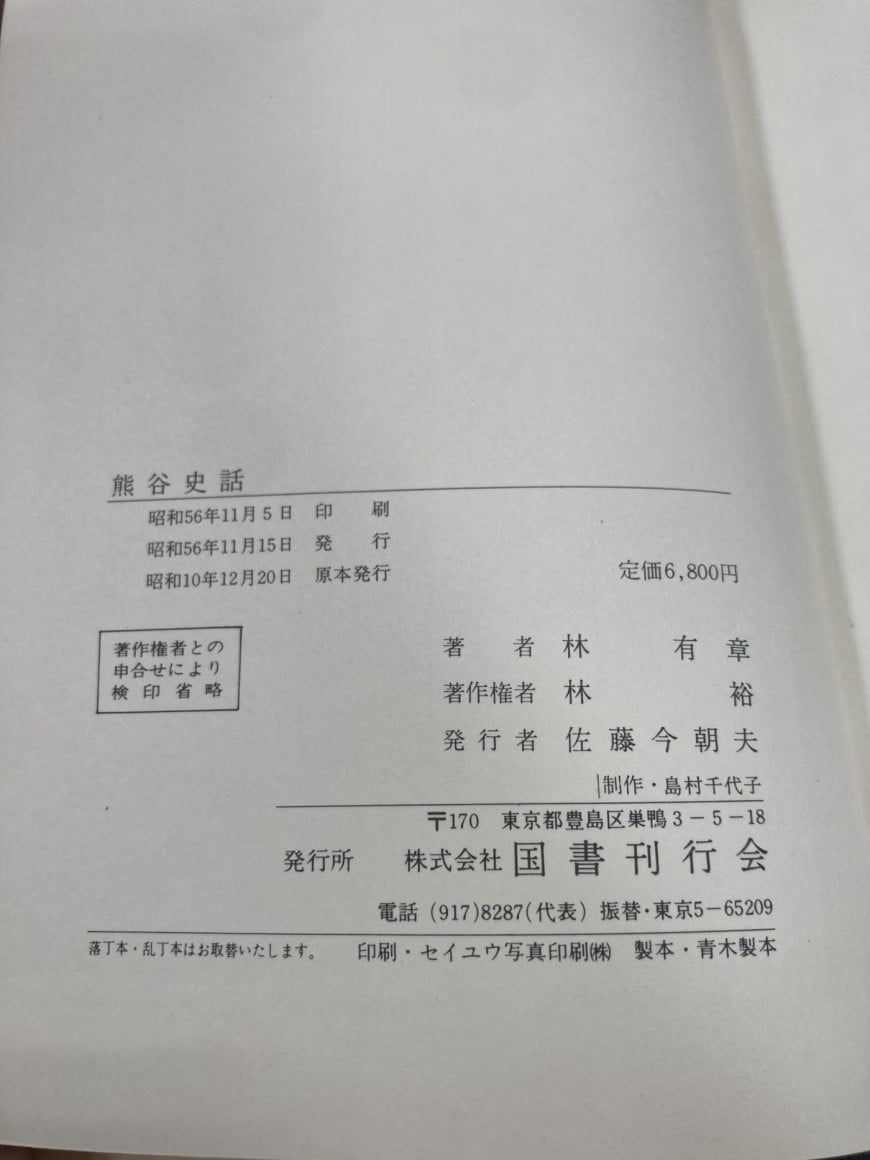 熊谷史話
昭和56年11月5日 印 刷
昭和56年11月15日 発 行
昭和10年12月20日 原本発行
定価6,800円
著作権者との
申合せにより
検印省略
著 者 林 有 章
著作権者 林 裕
発行者 佐藤今朝夫
制作・島村千代子
〒170 東京都豊島区巣鴨3-5-18
発行所 株式会社 国書刊行会
電話 (917)8287(代表) 振替・東京5-65209
落丁本・乱丁本はお取替いたします。 印刷・セイユウ写真印刷㈱ 製本・青木製本